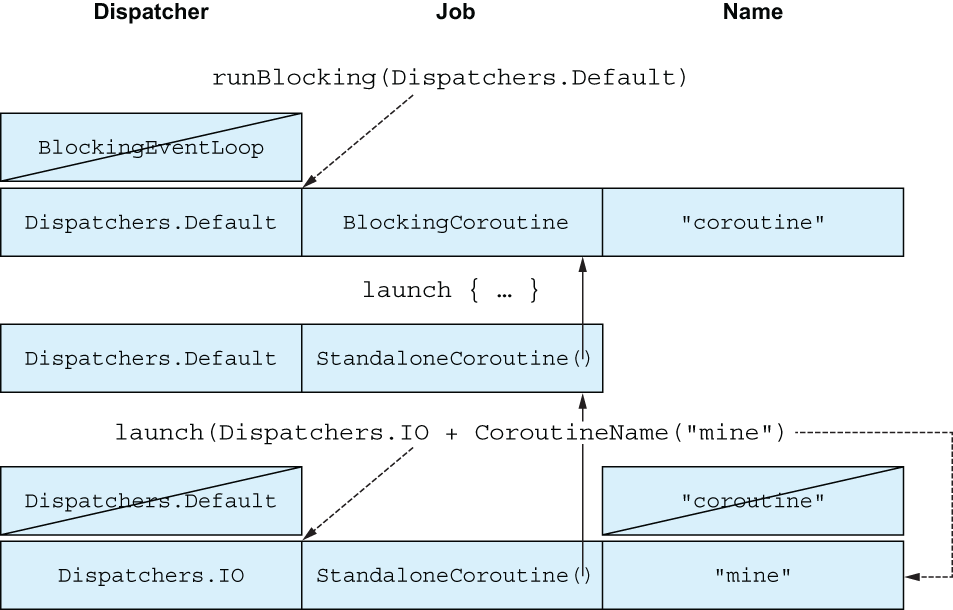 Dispatcher Job Name
runBlocking(Dispatchers.Default)
BlockingEventLoop
Dispatchers.Default BlockingCoroutine "coroutine"
launch { … }
Dispatchers.Default StandaloneCoroutine()
launch(Dispatchers.IO + CoroutineName("mine")
Dispatchers.Default "coroutine"
Dispatchers.IO StandaloneCoroutine() "mine"